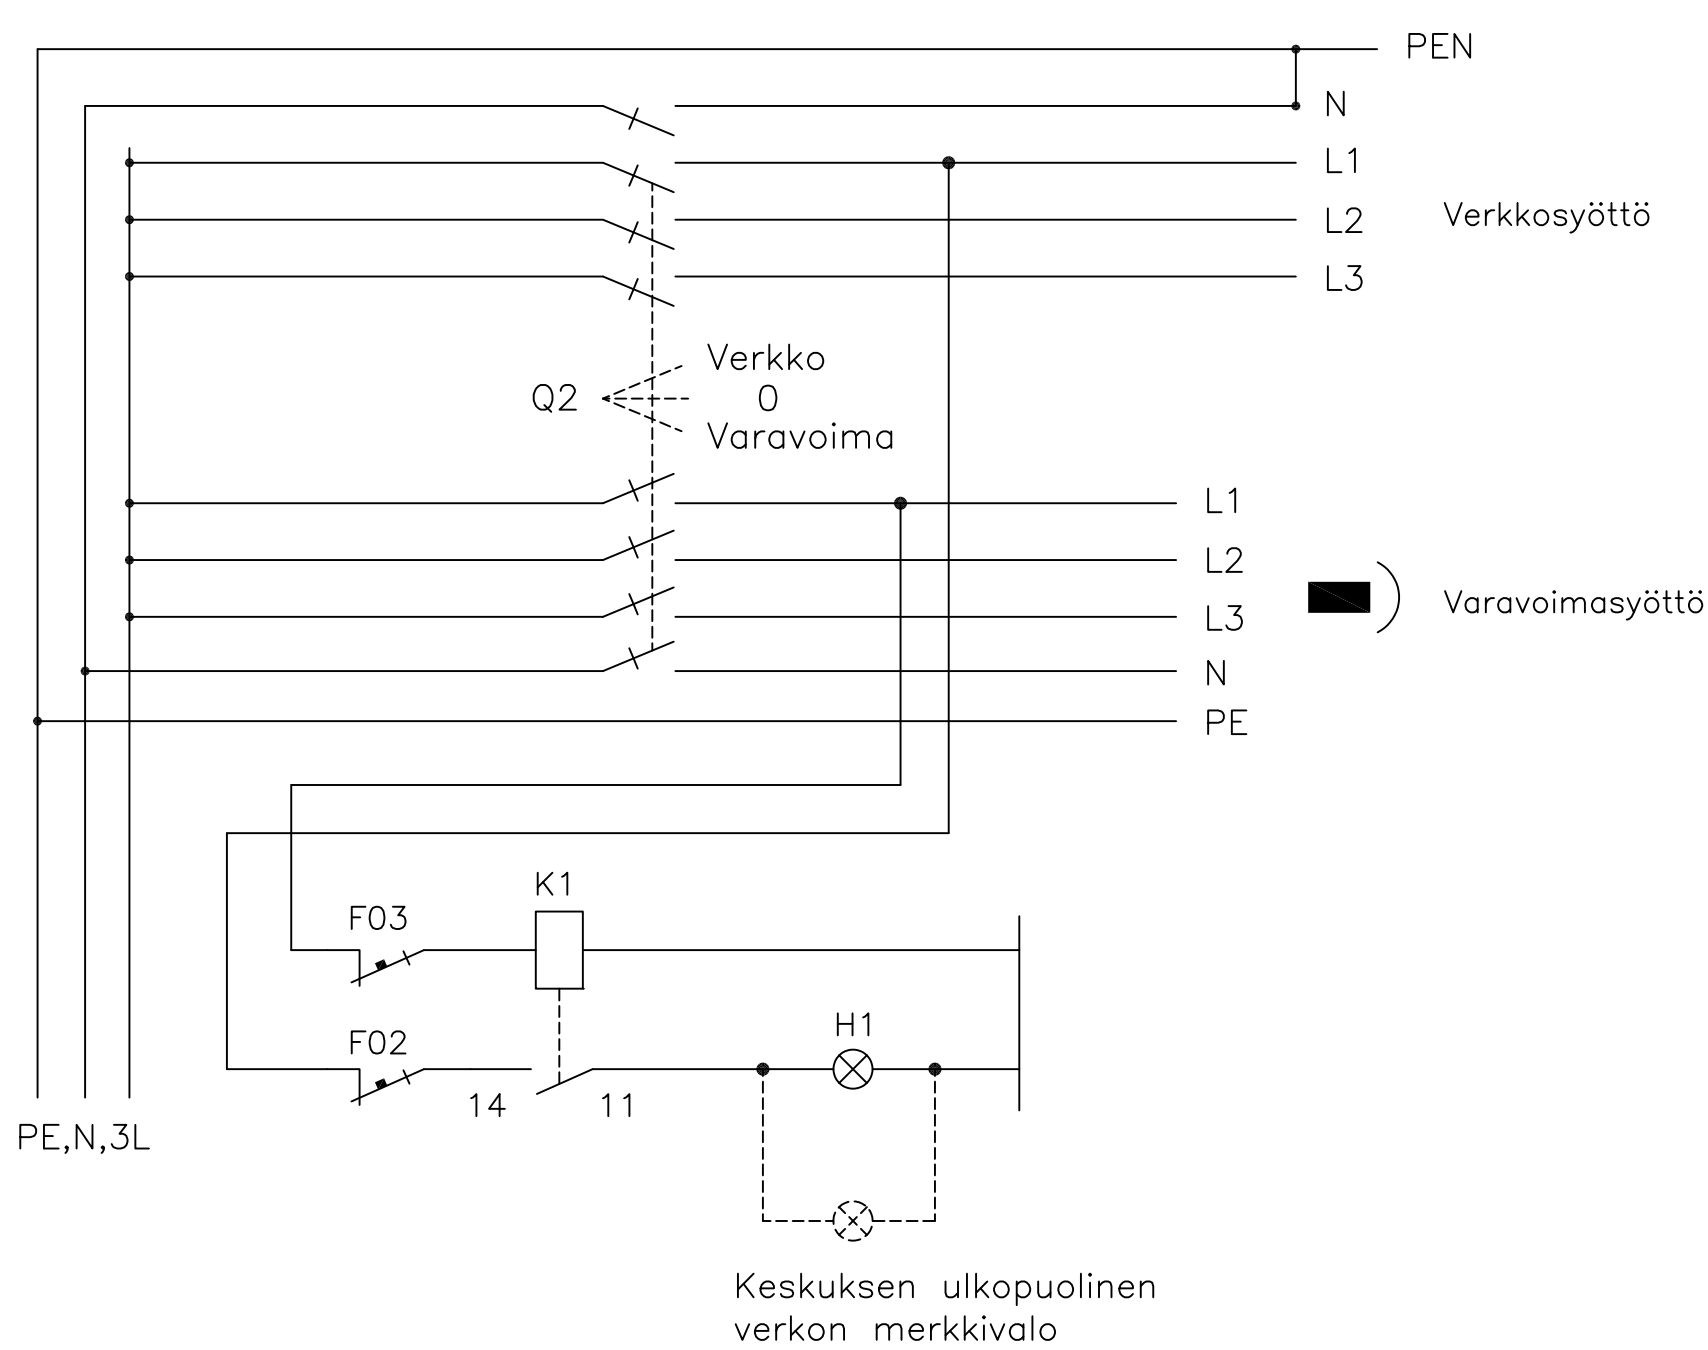 PEN
N
L1
L2
Verkkosyöttö
L3
Verkko
Q2
0
Varavoima
L1
L2
Varavoimasyöttö
L3
N
PE
K1
F03
H1
F02
14
11
PE,N,3L
Keskuksen ulkopuolinen
verkon merkkivalo